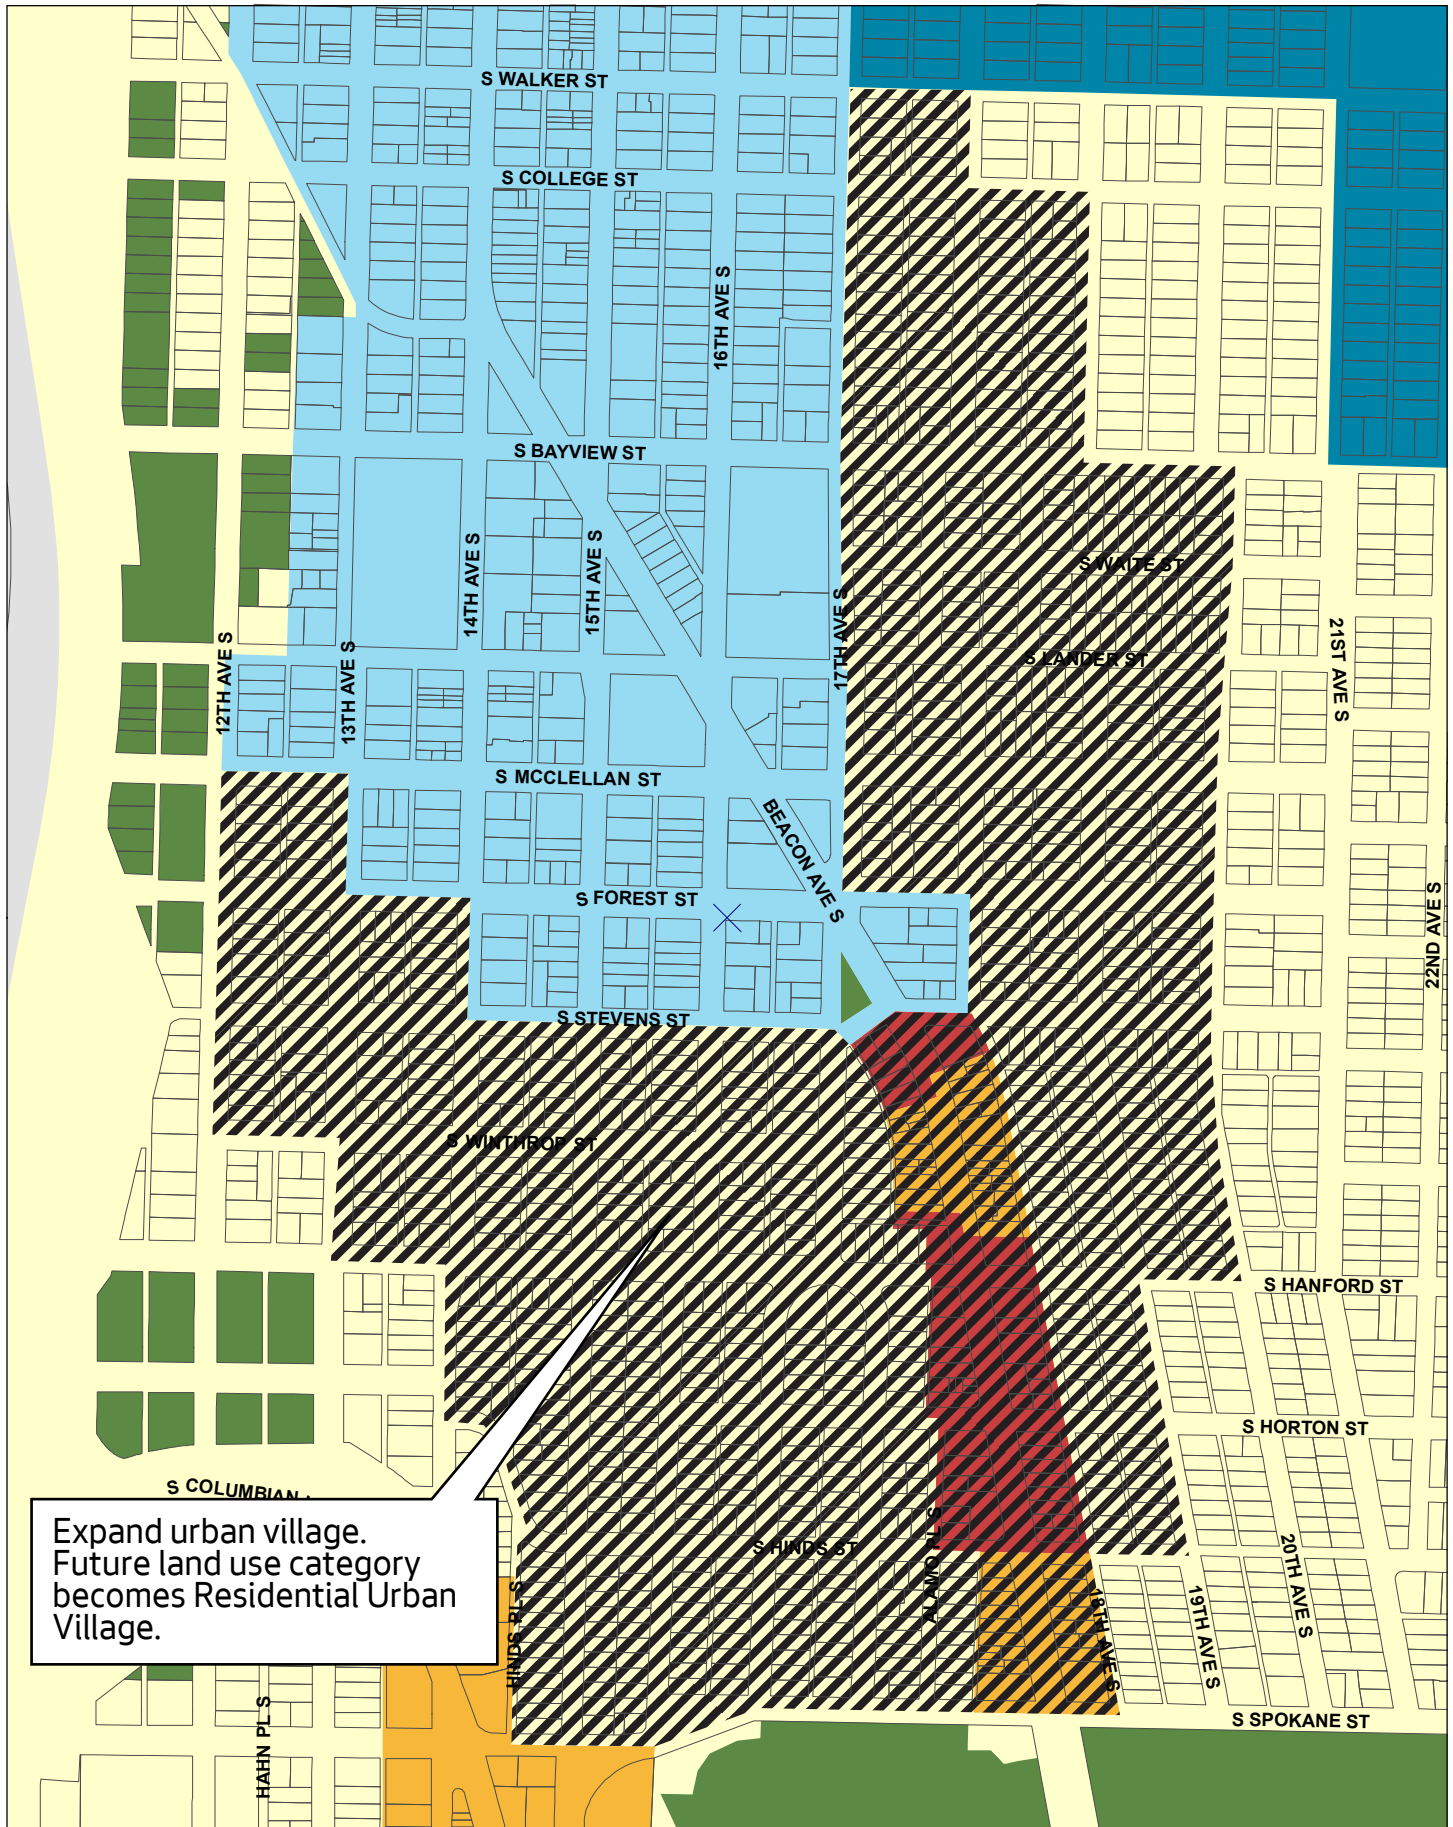 S WALKER ST
S COLLEGE ST
16TH AVE S
S BAYVIEW ST
14TH AVE S
15TH AVE S
S WAITE ST
17TH AVE S
S LANDER ST
21ST AVE S
12TH AVE S
13TH AVE S
S MCCLELLAN ST
BEACON AVE S
S FOREST ST
22ND AVE S
S STEVENS ST
S WINTHROP ST
S HANFORD ST
S HORTON ST
S COLUMBIAN
Expand urban village.
Future land use category
becomes Residential Urban
Village.
S HINDS ST
ALAMO PL S
HINDS PL S
18TH AVE S
19TH AVE S
20TH AVE S
HAHN PL S
S SPOKANE ST